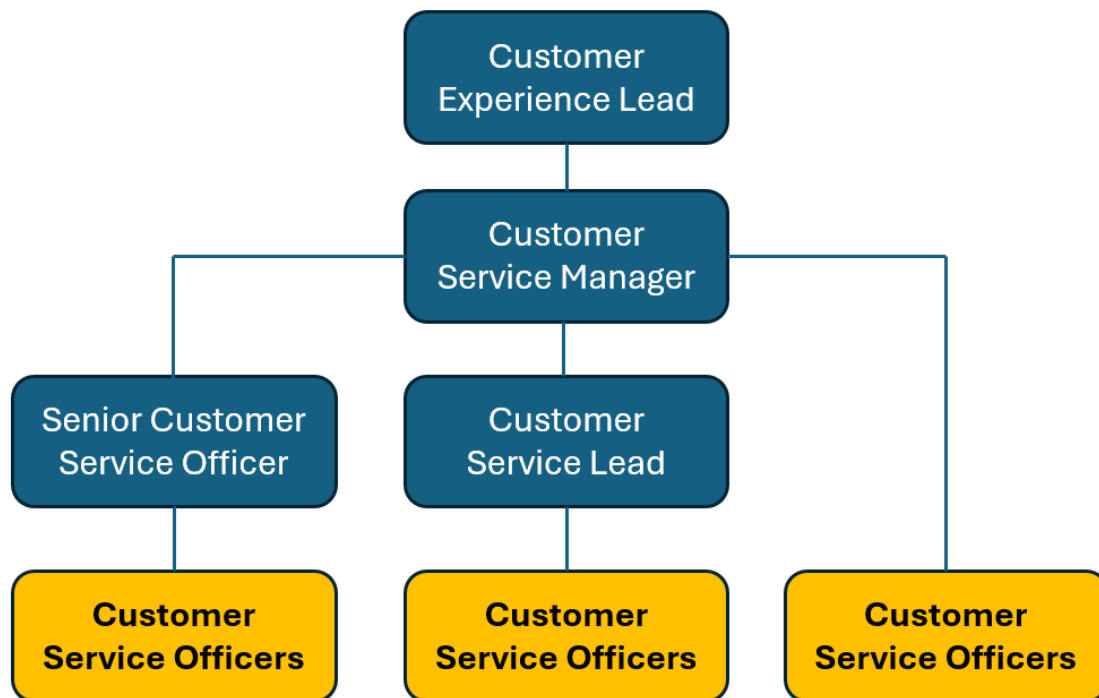 Customer
Experience Lead
Customer
Service Manager
Senior Customer
Service Officer
Customer
Service Lead
Customer
Service Officers
Customer
Service Officers
Customer
Service Officers